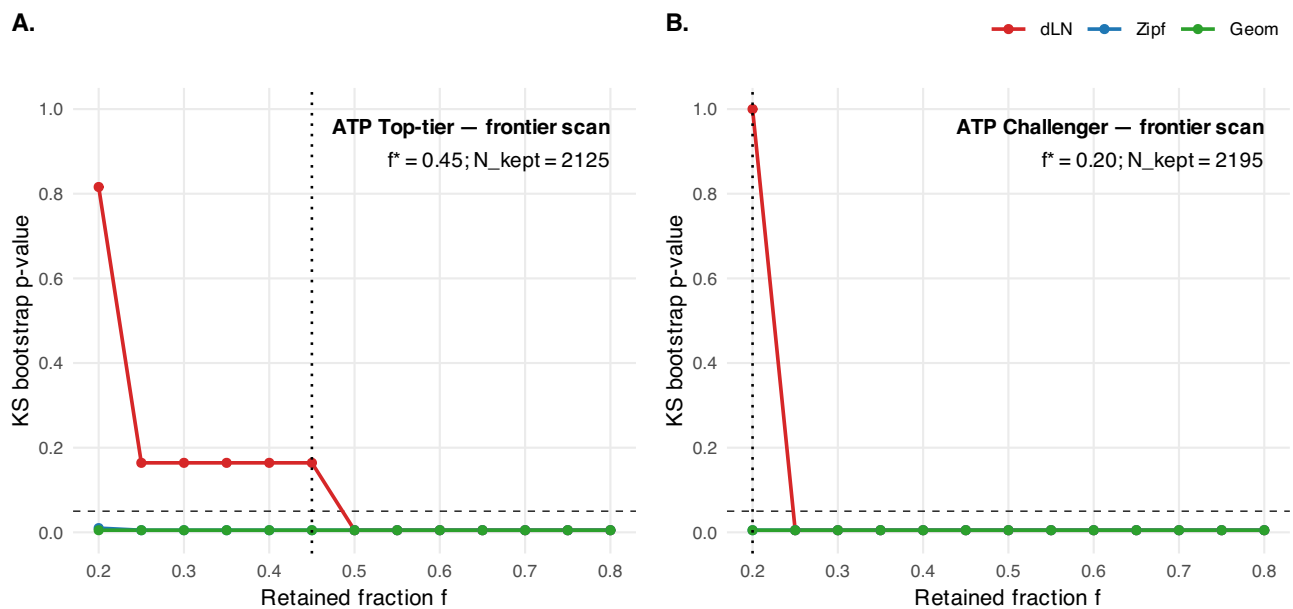 A.
ATP Top-tier — frontier scan
f* = 0.45; N_kept = 2125
KS bootstrap p-value
1.0
0.8
0.6
0.4
0.2
0.0
0.2 0.3 0.4 0.5 0.6 0.7 0.8
Retained fraction f
B.
dLN Zipf Geom
ATP Challenger — frontier scan
f* = 0.20; N_kept = 2195
KS bootstrap p-value
1.0
0.8
0.6
0.4
0.2
0.0
0.2 0.3 0.4 0.5 0.6 0.7 0.8
Retained fraction f